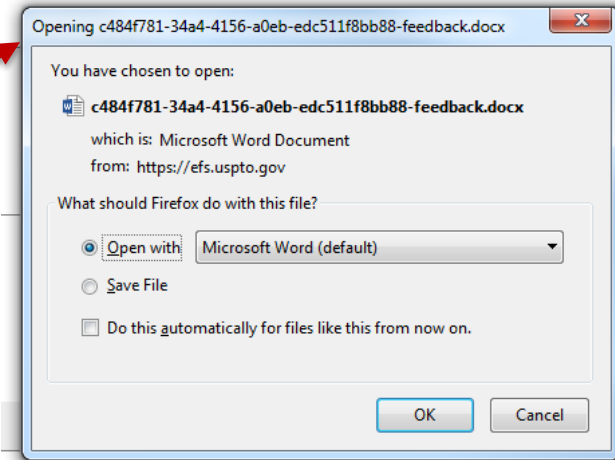 Opening c484f781-34a4-4156-a0eb-edc511f8bb88-feedback.docx
You have chosen to open:
c484f781-34a4-4156-a0eb-edc511f8bb88-feedback.docx
which is: Microsoft Word Document
from: https://efs.uspto.gov
What should Firefox do with this file?
Open with Microsoft Word (default)
Save File
Do this automatically for files like this from now on.
OK Cancel